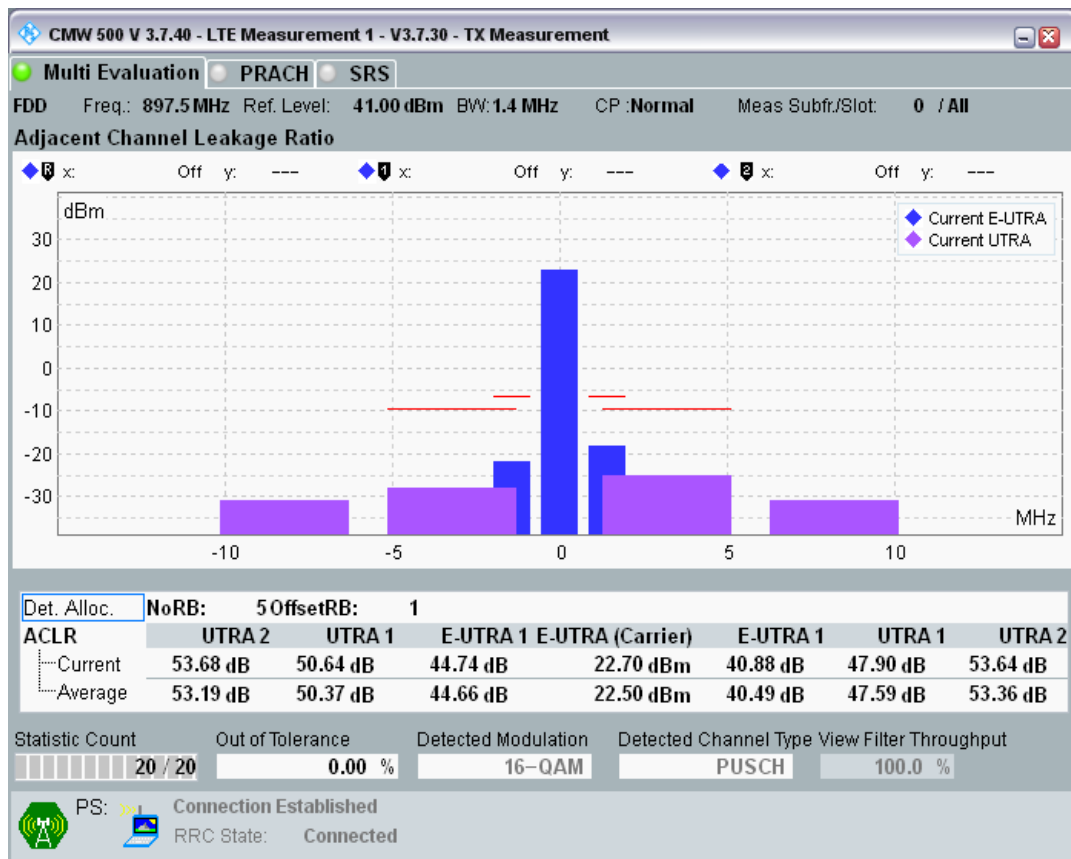 CMW 500 V 3.7.40 - LTE Measurement 1 - V3.7.30 - TX Measurement
Multi Evaluation PRACH SRS
FDD Freq.: 897.5 MHz Ref. Level: 41.00 dBm BW: 1.4 MHz CP :Normal Meas Subfr./Slot: 0 / All
Adjacent Channel Leakage Ratio
R x: Off y: --- 1 x: Off y: --- 2 x: Off y: ---
dBm
Current E-UTRA
Current UTRA
30
20
10
0
-10
-20
-30
MHz
-10 -5 0 5 10
Det. Alloc. NoRB: 5 OffsetRB: 1
ACLR UTRA 2 UTRA 1 E-UTRA 1 E-UTRA (Carrier) E-UTRA 1 UTRA 1 UTRA 2
Current 53.68 dB 50.64 dB 44.74 dB 22.70 dBm 40.88 dB 47.90 dB 53.64 dB
Average 53.19 dB 50.37 dB 44.66 dB 22.50 dBm 40.49 dB 47.59 dB 53.36 dB
Statistic Count Out of Tolerance Detected Modulation Detected Channel Type View Filter Throughput
20 / 20 0.00 % 16-QAM PUSCH 100.0 %
PS: Connection Established
RRC State: Connected